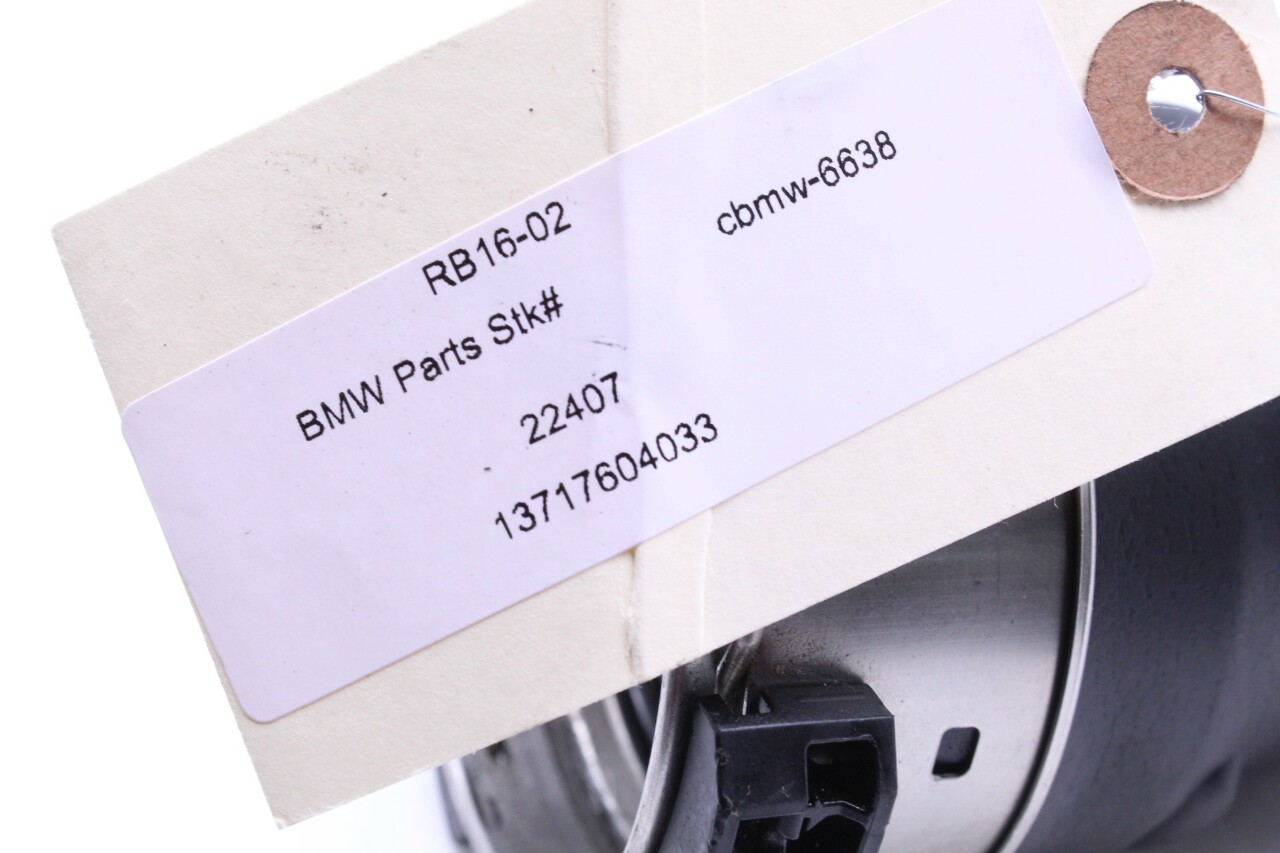 RB16-02 cbmw-6638
BMW Parts Stk#
22407
13717604033